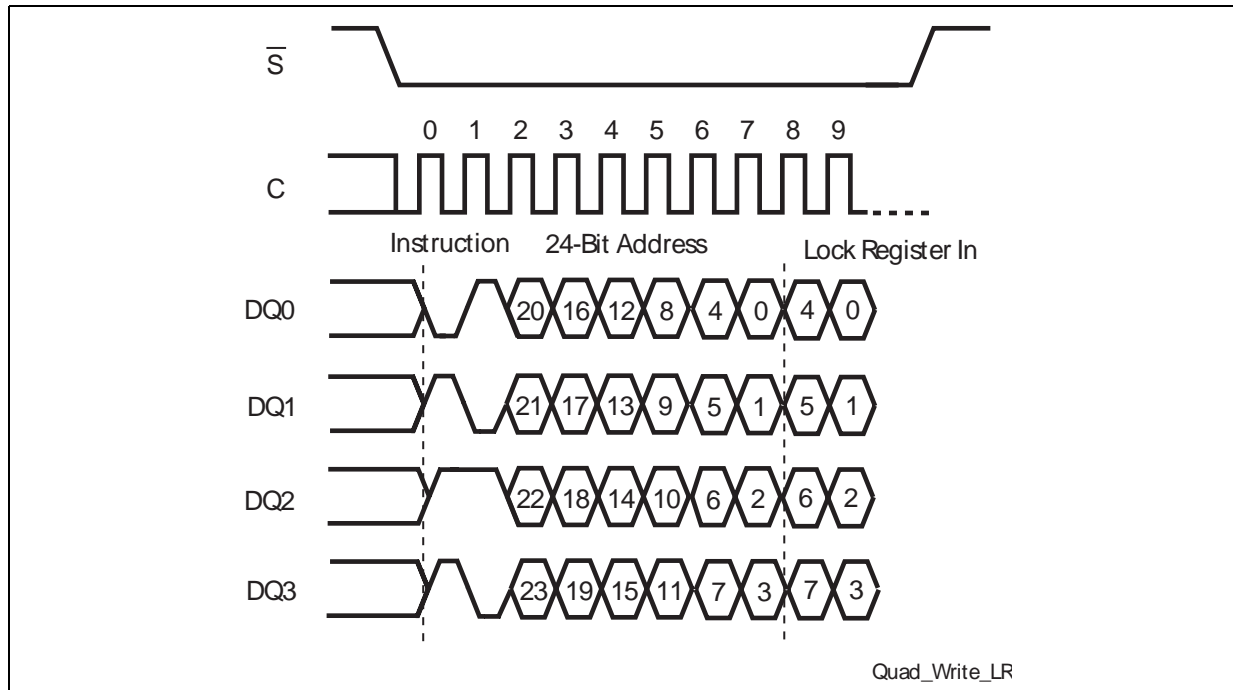 S
0 1 2 3 4 5 6 7 8 9
C
Instruction 24-Bit Address Lock Register In
DQ0 20 16 12 8 4 0 4 0
DQ1 21 17 13 9 5 1 5 1
DQ2 22 18 14 10 6 2 6 2
DQ3 23 19 15 11 7 3 7 3
Quad_Write_LR